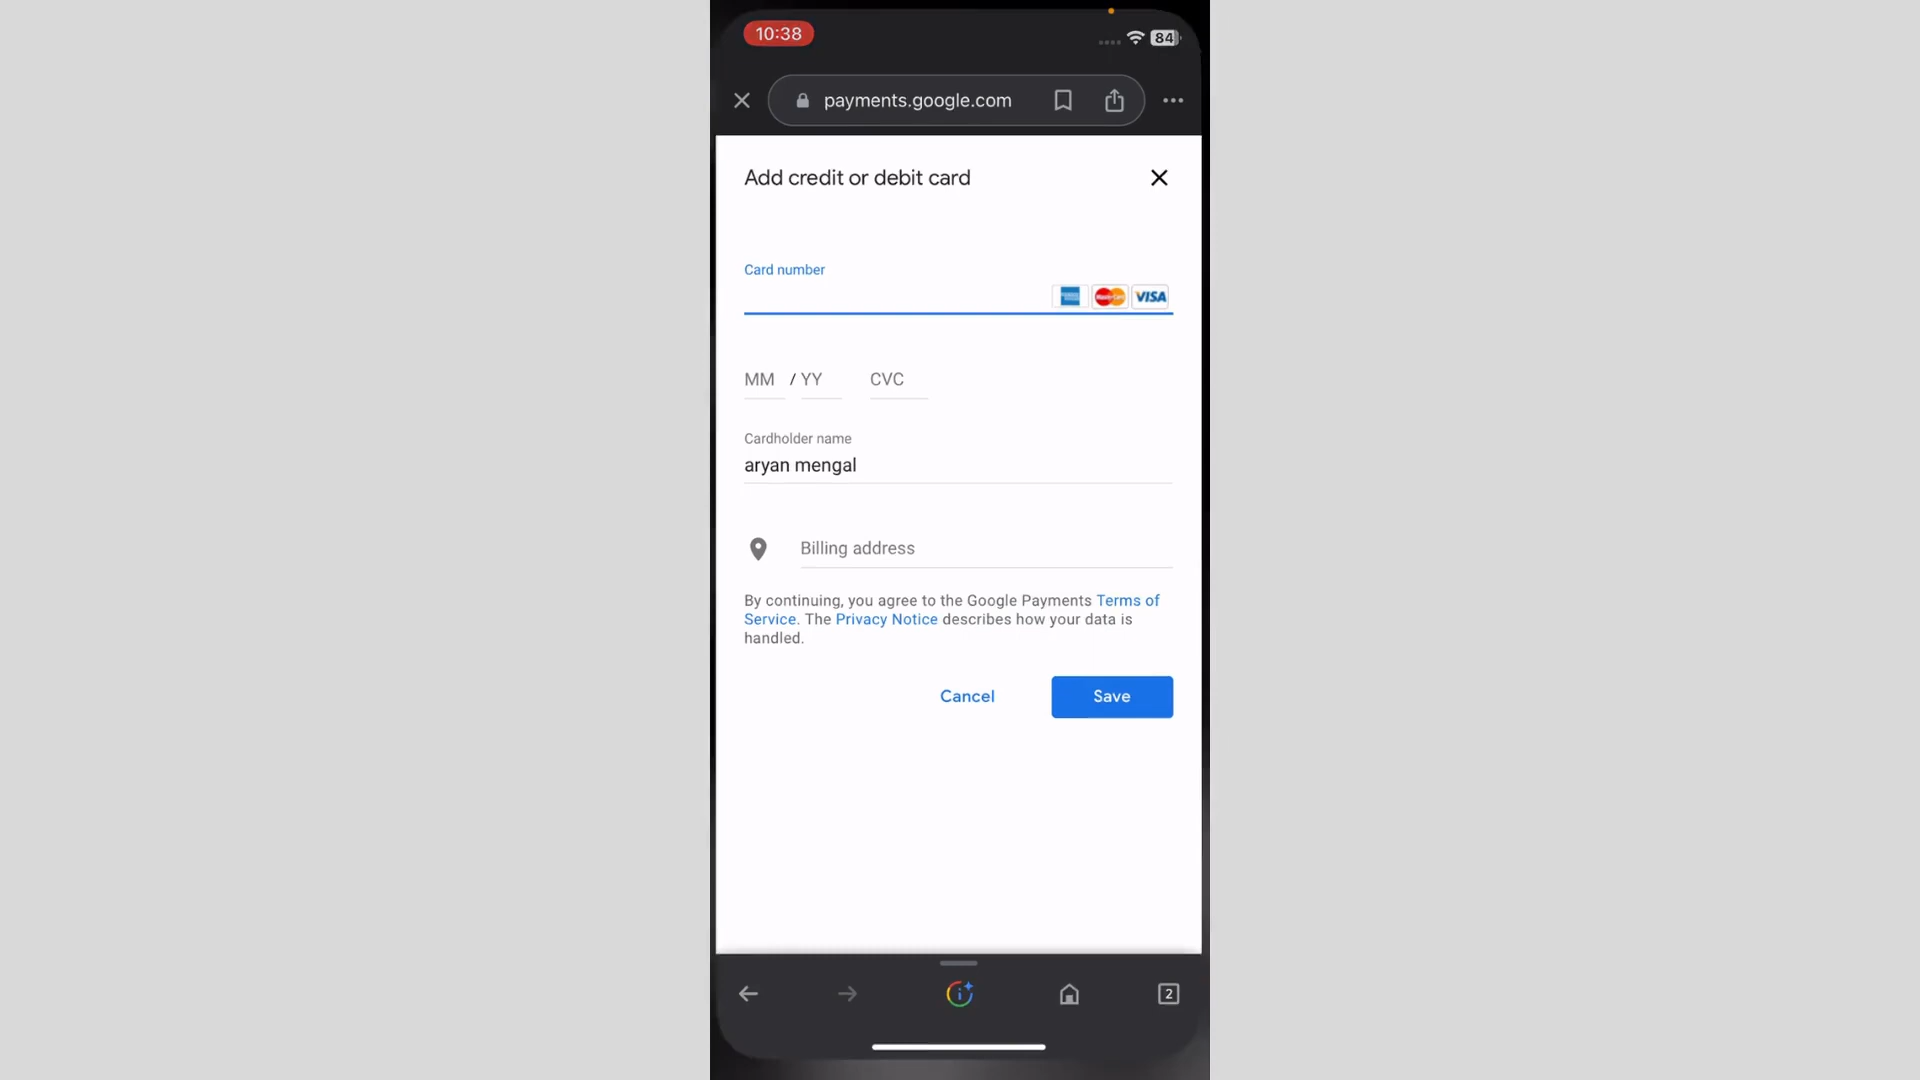 10:38
84
payments.google.com
Add credit or debit card
Card number
MasterCard
VISA
MM / YY CVC
Cardholder name
aryan mengal
Billing address
By continuing, you agree to the Google Payments Terms of
Service. The Privacy Notice describes how your data is
handled.
Cancel
Save
2